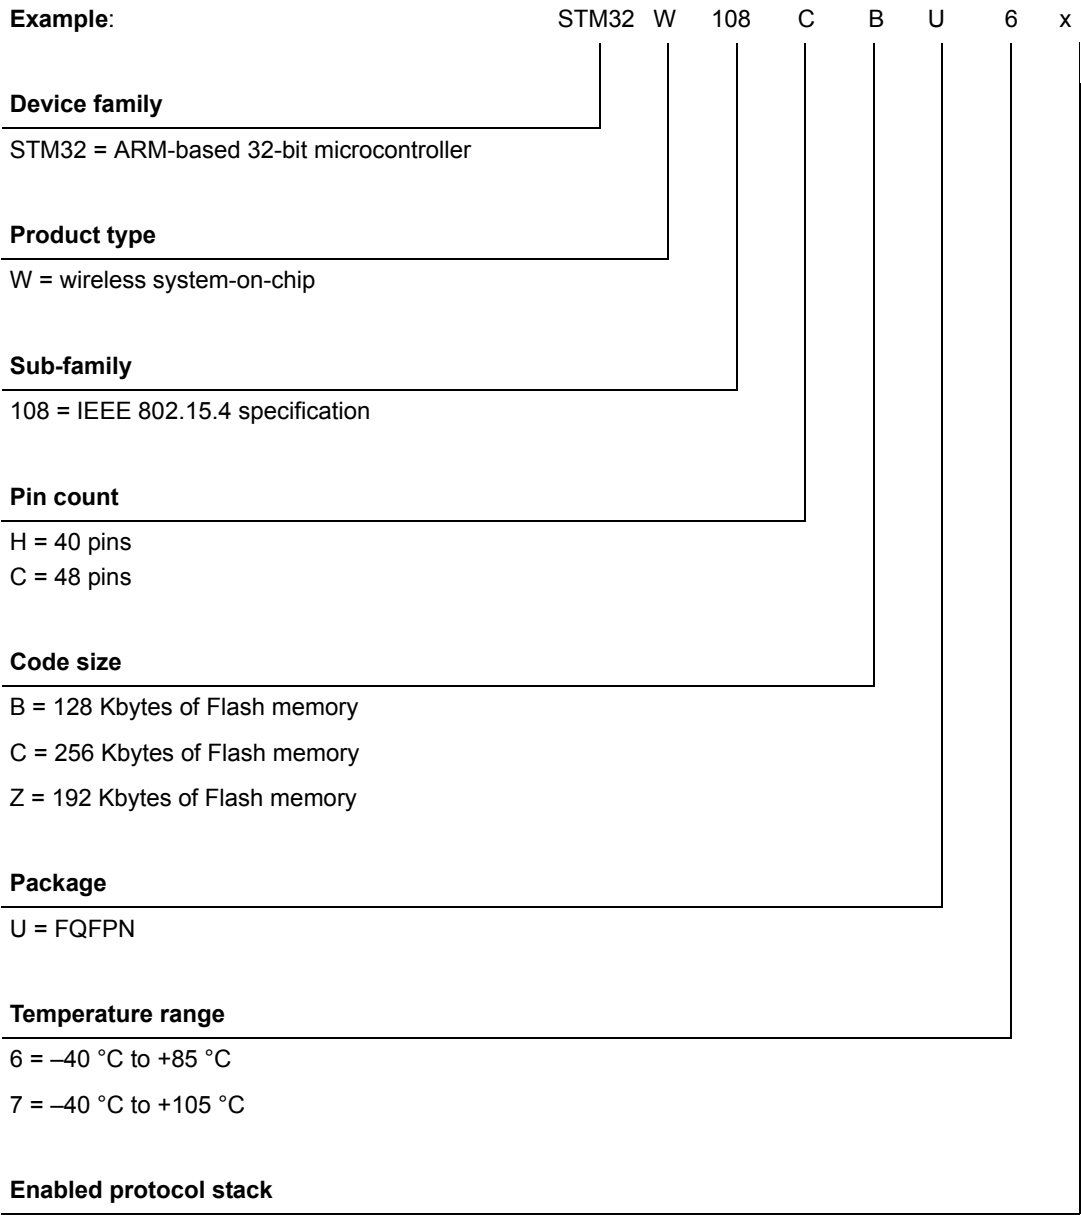 Example: STM32 W 108 C B U 6 x
Device family
STM32 = ARM-based 32-bit microcontroller
Product type
W = wireless system-on-chip
Sub-family
108 = IEEE 802.15.4 specification
Pin count
H = 40 pins
C = 48 pins
Code size
B = 128 Kbytes of Flash memory
C = 256 Kbytes of Flash memory
Z = 192 Kbytes of Flash memory
Package
U = FQFPN
Temperature range
6 = –40 °C to +85 °C
7 = –40 °C to +105 °C
Enabled protocol stack